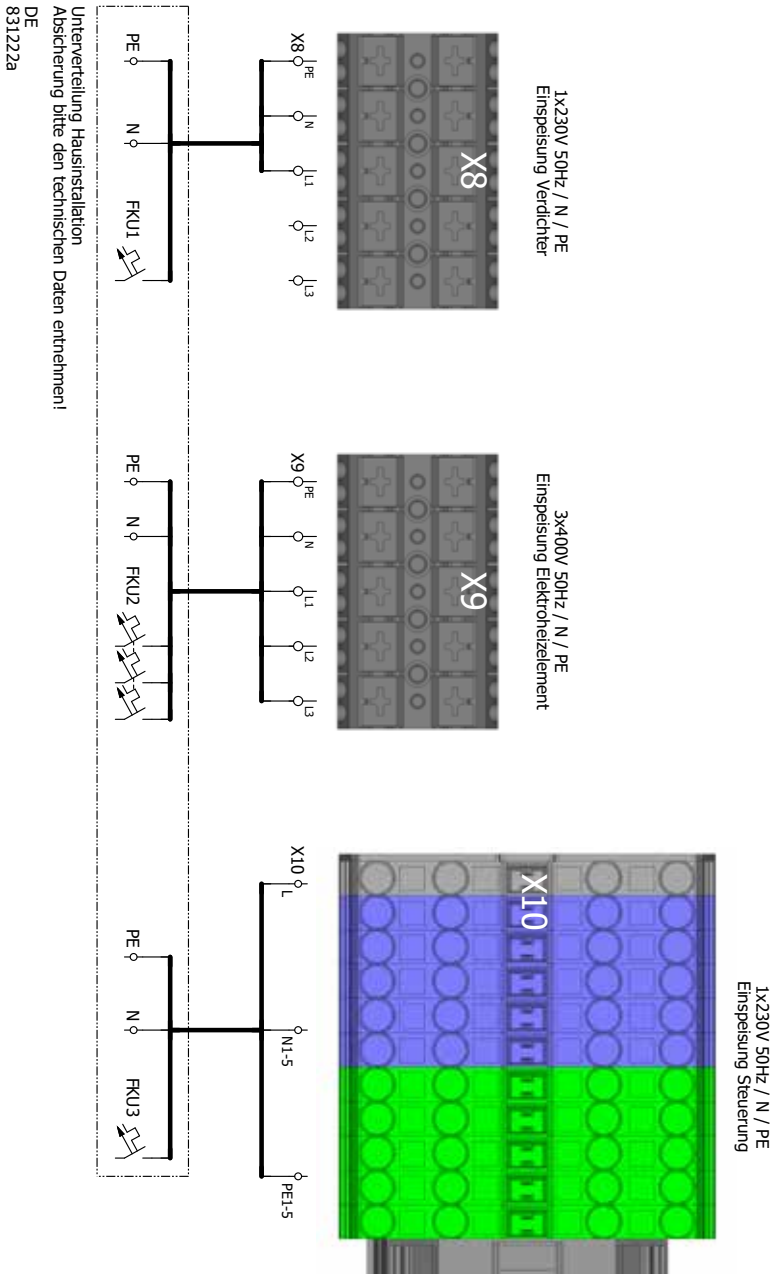 1x230V 50Hz / N / PE
Einspeisung Verdichter
X8
X8
PE
N
L1
L2
L3
PE
N
FKU1
3x400V 50Hz / N / PE
Einspeisung Elektroheizelement
X9
X9
PE
N
L1
L2
L3
PE
N
FKU2
1x230V 50Hz / N / PE
Einspeisung Steuerung
X10
X10
L
N1-5
PE1-5
PE
N
FKU3
Unterverteilung Hausinstallation
Absicherung bitte den technischen Daten entnehmen!
DE
831222a